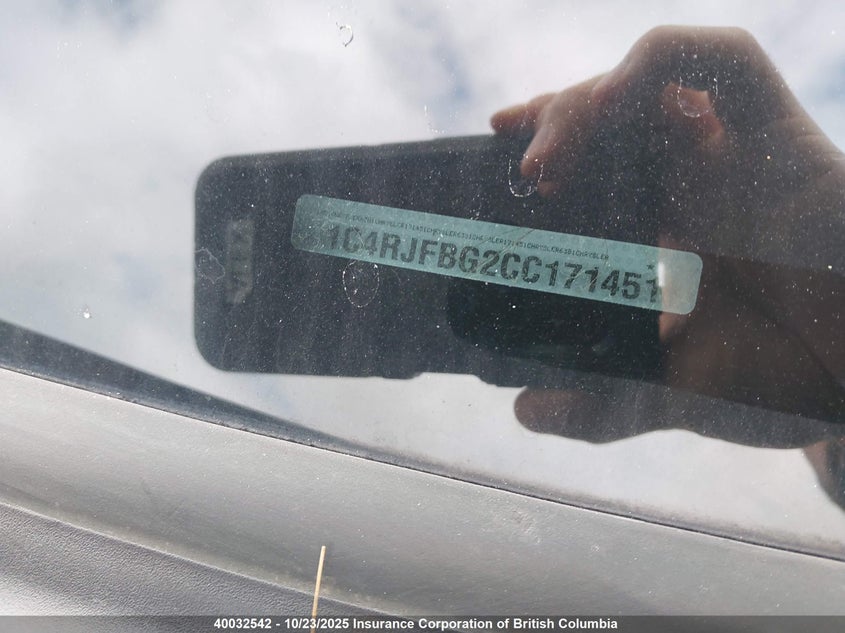 1C4RJFBG2CC171451
40032542 - 10/23/2025 Insurance Corporation of British Columbia